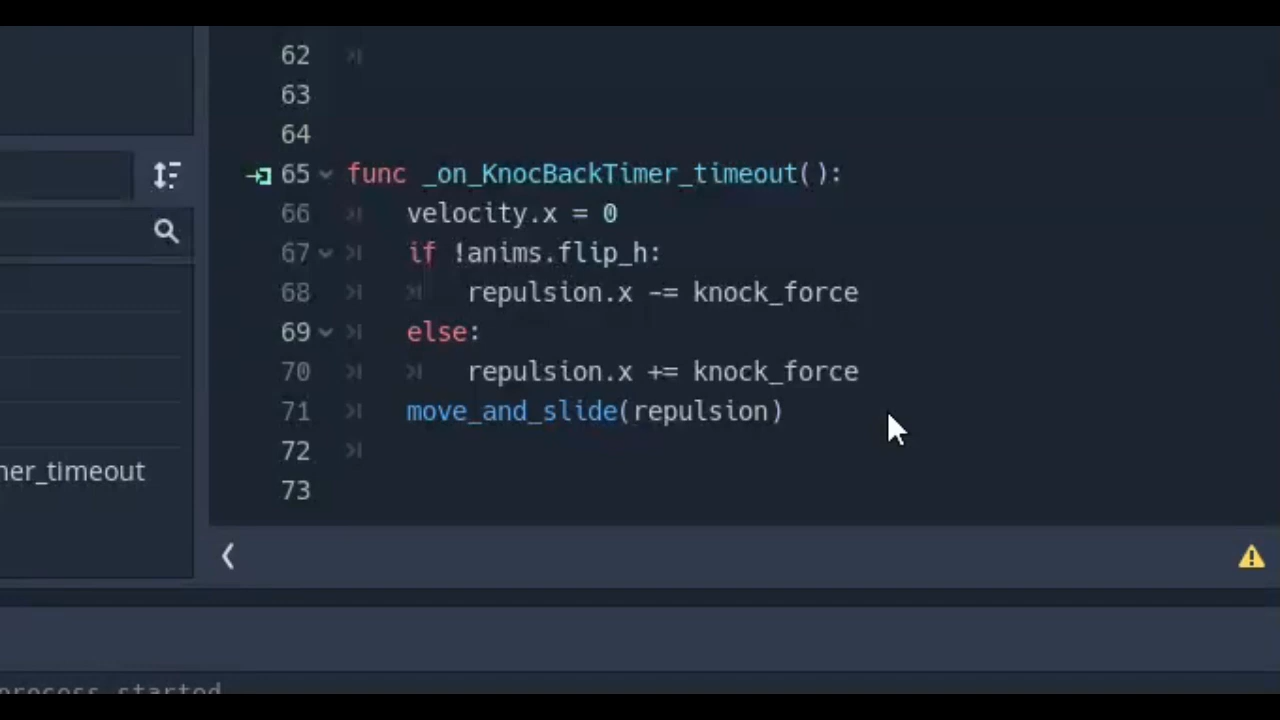 62
63
64
65 func _on_KnocBackTimer_timeout():
66 velocity.x = 0
67 if !anims.flip_h:
68 repulsion.x -= knock_force
69 else:
70 repulsion.x += knock_force
71 move_and_slide(repulsion)
72
73
ner_timeout
process started